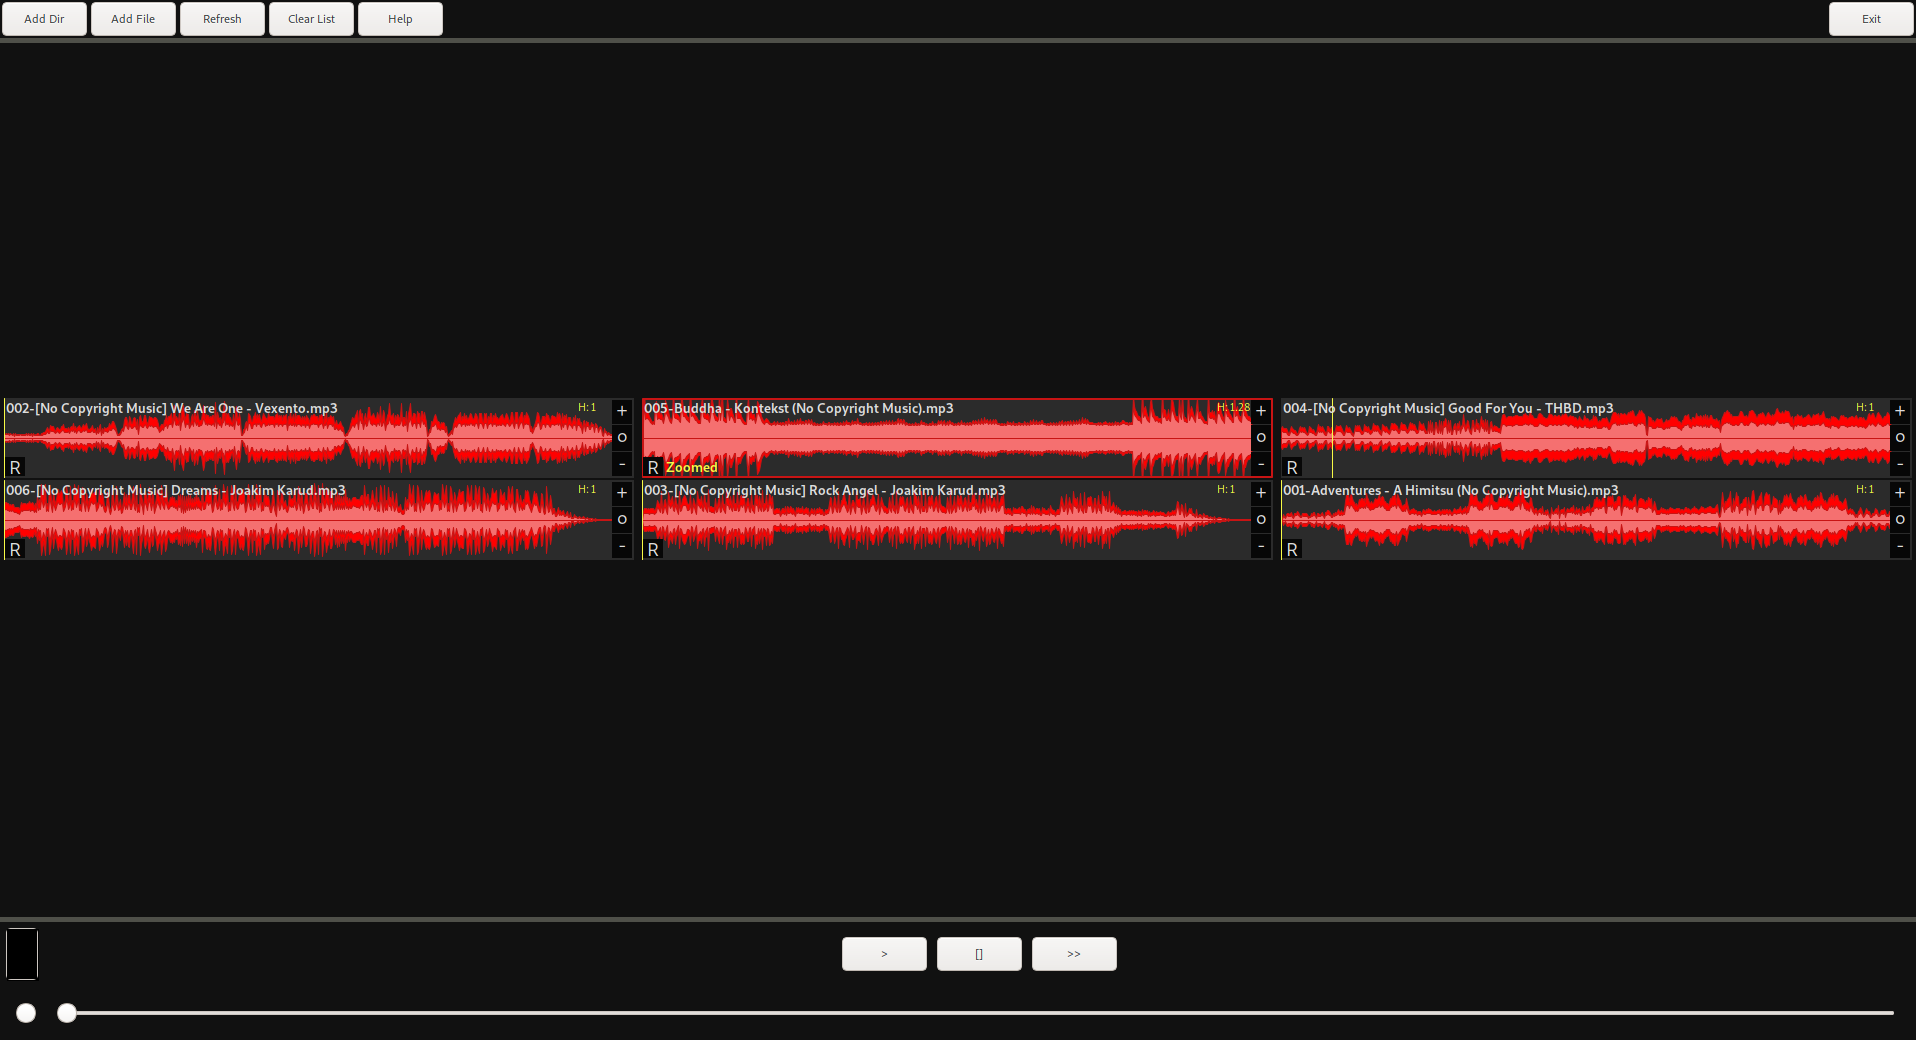 Add Dir Add File Refresh Clear List Help Exit
002-[No Copyright Music] We Are One - Vexento.mp3 H:1 +
O
R -
005-Buddha - Kontekst (No Copyright Music).mp3 H:1.28 +
O
R Zoomed -
004-[No Copyright Music] Good For You - THBD.mp3 H:1 +
O
R -
006-[No Copyright Music] Dreams - Joakim Karud.mp3 H:1 +
O
R -
003-[No Copyright Music] Rock Angel - Joakim Karud.mp3 H:1 +
O
R -
001-Adventures - A Himitsu (No Copyright Music).mp3 H:1 +
O
R -
> [] >>